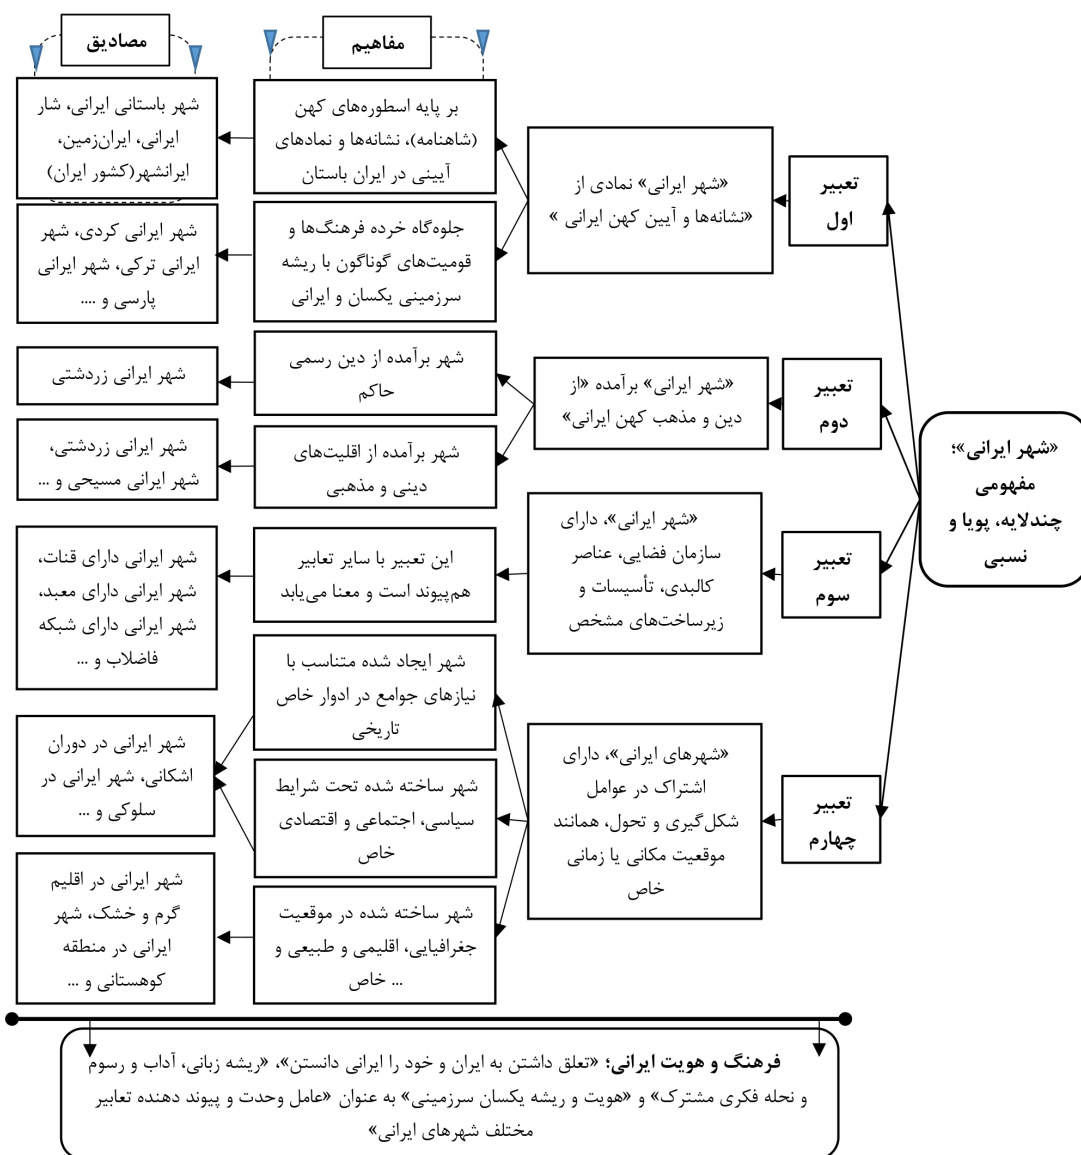 مفاهیم
مصادیق
«شهر ایرانی»؛
مفهومی
چندلایه، پویا و
نسبی
تعبیر
اول
«شهر ایرانی» نمادی از
«نشانه‌ها و آیین کهن ایرانی »
بر پایه اسطوره‌های کهن
(شاهنامه)، نشانه‌ها و نمادهای
آیینی در ایران باستان
شهر باستانی ایرانی، شار
ایرانی، ایران‌زمین،
ایرانشهر(کشور ایران)
جلوه‌گاه خرده فرهنگ‌ها و
قومیت‌های گوناگون با ریشه
سرزمینی یکسان و ایرانی
شهر ایرانی کردی، شهر
ایرانی ترکی، شهر ایرانی
پارسی و ....
تعبیر
دوم
«شهر ایرانی» برآمده «از
دین و مذهب کهن ایرانی»
شهر برآمده از دین رسمی
حاکم
شهر ایرانی زردشتی
شهر برآمده از اقلیت‌های
دینی و مذهبی
شهر ایرانی زردشتی،
شهر ایرانی مسیحی و ...
تعبیر
سوم
«شهر ایرانی»، دارای
سازمان فضایی، عناصر
کالبدی، تأسیسات و
زیرساخت‌های مشخص
این تعبیر با سایر تعابیر
هم‌پیوند است و معنا می‌یابد
شهر ایرانی دارای قنات،
شهر ایرانی دارای معبد،
شهر ایرانی دارای شبکه
فاضلاب و ...
تعبیر
چهارم
«شهرهای ایرانی»، دارای
اشتراک در عوامل
شکل‌گیری و تحول، همانند
موقعیت مکانی یا زمانی
خاص
شهر ایجاد شده متناسب با
نیازهای جوامع در ادوار خاص
تاریخی
شهر ساخته شده تحت شرایط
سیاسی، اجتماعی و اقتصادی
خاص
شهر ایرانی در دوران
اشکانی، شهر ایرانی در
سلوکی و ...
شهر ساخته شده در موقعیت
جغرافیایی، اقلیمی و طبیعی و
... خاص
شهر ایرانی در اقلیم
گرم و خشک، شهر
ایرانی در منطقه
کوهستانی و ...
فرهنگ و هویت ایرانی؛ «تعلق داشتن به ایران و خود را ایرانی دانستن»، «ریشه زبانی، آداب و رسوم
و نحله فکری مشترک» و «هویت و ریشه یکسان سرزمینی» به عنوان «عامل وحدت و پیوند دهنده تعابیر
مختلف شهرهای ایرانی»